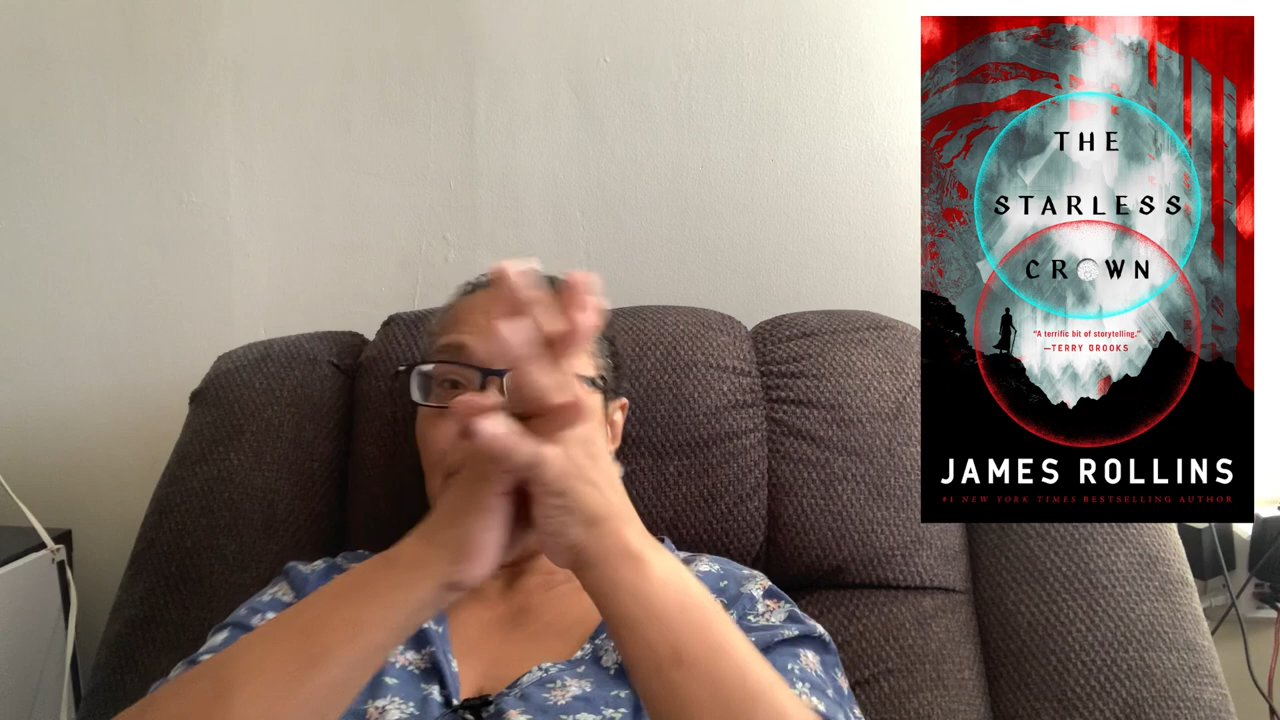 THE
STARLESS
CROWN
"A terrific bit of storytelling."
—TERRY BROOKS
JAMES ROLLINS
#1 NEW YORK TIMES BESTSELLING AUTHOR